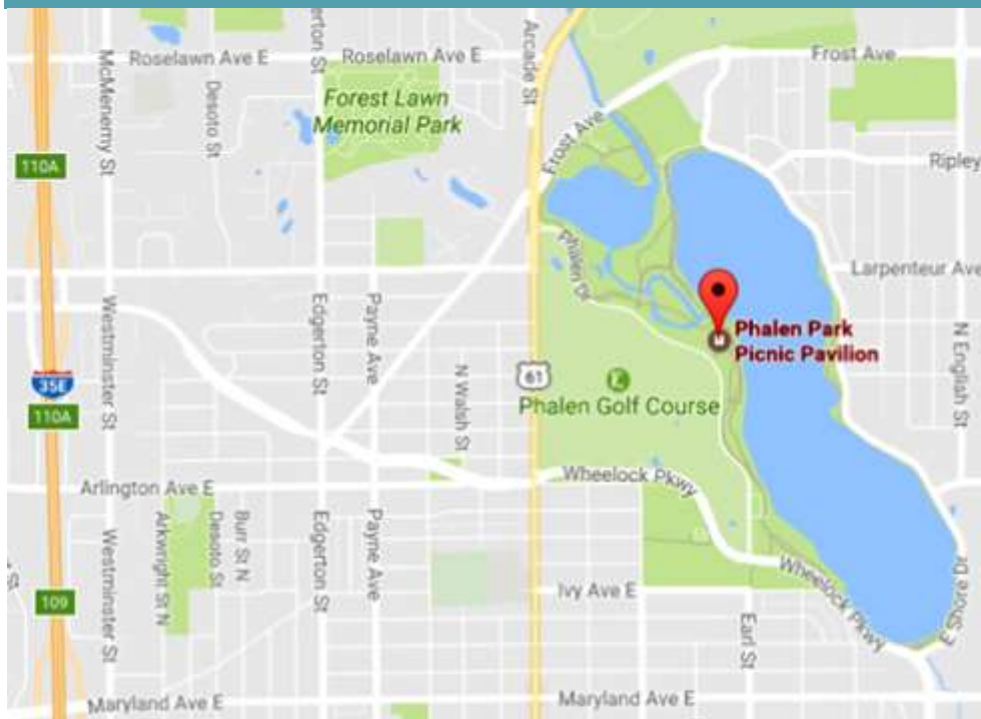 Roselawn Ave E
Roselawn Ave E
Frost Ave
McMenemy St
Desoto St
erton St
Arcade St
Forest Lawn
Memorial Park
Frost Ave
110A
Ripley
Phalen Dr
Larpenteur Ave
Westminster St
Edgerton St
Payne Ave
Phalen Park
Picnic Pavilion
N English St
35E
110A
N Walsh St
61
Phalen Golf Course
Arlington Ave E
Wheelock Pkwy
Westminster St
Arkwright St N
Desoto St
Burr St N
Edgerton St
Payne Ave
109
Ivy Ave E
Wheelock Pkwy
E Shore Dr
Earl St
Maryland Ave E
Maryland Ave E